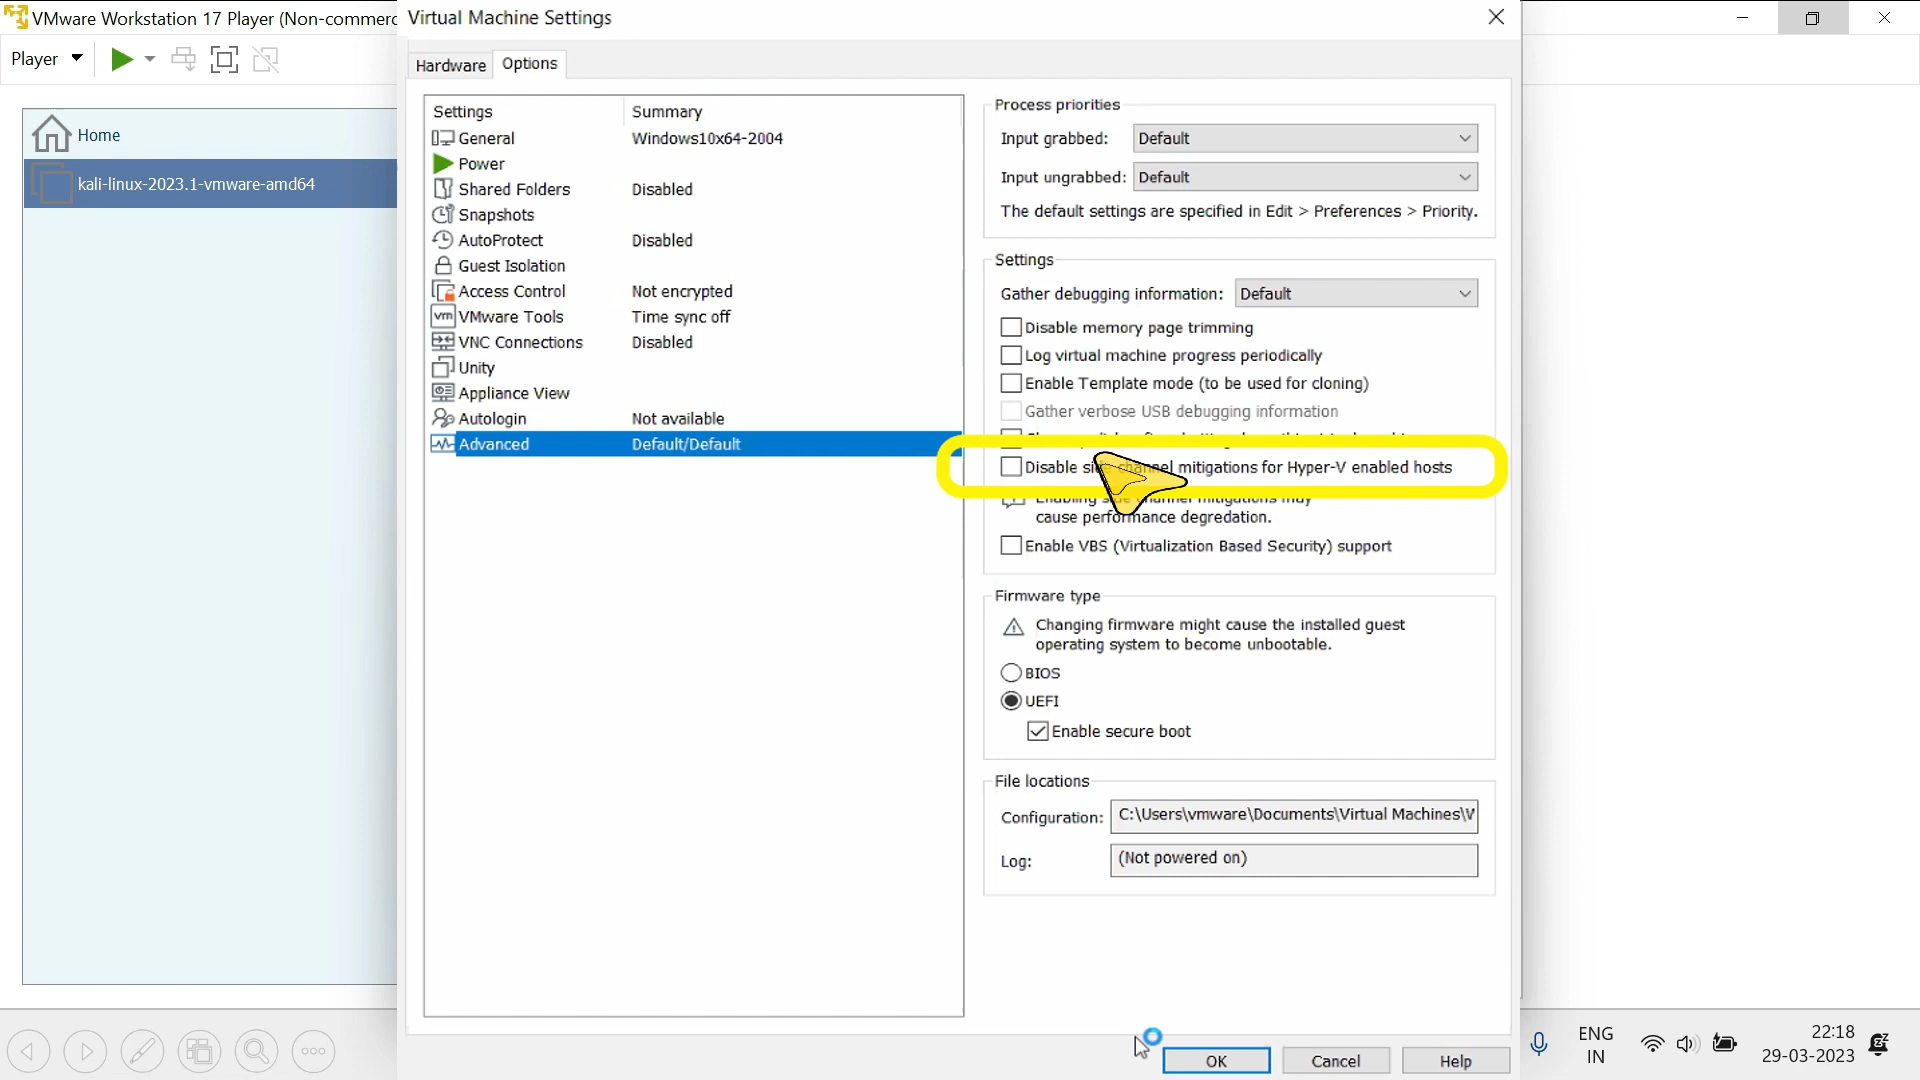 VMware Workstation 17 Player (Non-commerc
Player
Home
kali-linux-2023.1-vmware-amd64
Virtual Machine Settings
Hardware
Options
Settings Summary
General Windows10x64-2004
Power
Shared Folders Disabled
Snapshots
AutoProtect Disabled
Guest Isolation
Access Control Not encrypted
VMware Tools Time sync off
VNC Connections Disabled
Unity
Appliance View
Autologin Not available
Advanced Default/Default
Process priorities
Input grabbed: Default
Input ungrabbed: Default
The default settings are specified in Edit > Preferences > Priority.
Settings
Gather debugging information: Default
Disable memory page trimming
Log virtual machine progress periodically
Enable Template mode (to be used for cloning)
Gather verbose USB debugging information
Disable side channel mitigations for Hyper-V enabled hosts
Enabling side channel mitigations may
cause performance degredation.
Enable VBS (Virtualization Based Security) support
Firmware type
Changing firmware might cause the installed guest
operating system to become unbootable.
BIOS
UEFI
Enable secure boot
File locations
Configuration: C:\Users\vmware\Documents\Virtual Machines\W
Log: (Not powered on)
OK Cancel Help
ENG
IN
22:18
29-03-2023